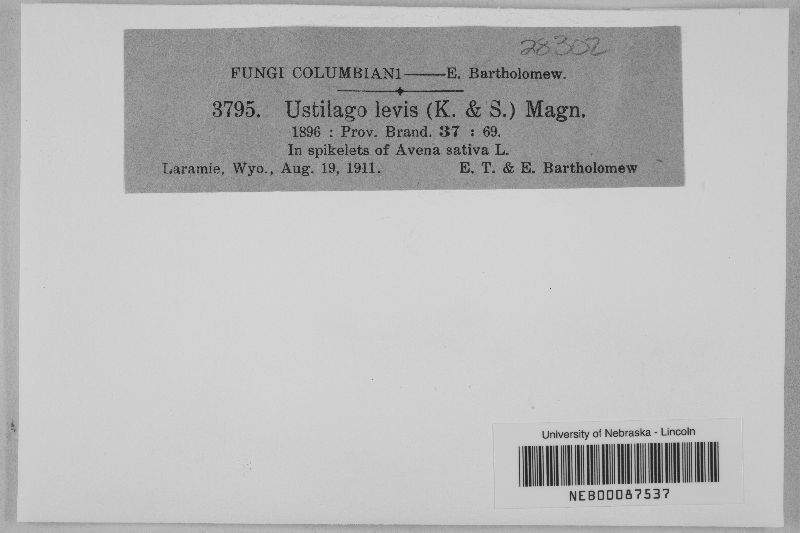 28302
FUNGI COLUMBIANI—E. Bartholomew.
3795. Ustilago levis (K. & S.) Magn.
1896 : Prov. Brand. 37 : 69.
In spikelets of Avena sativa L.
Laramie, Wyo., Aug. 19, 1911. E. T. & E. Bartholomew
University of Nebraska - Lincoln
NEB00087537